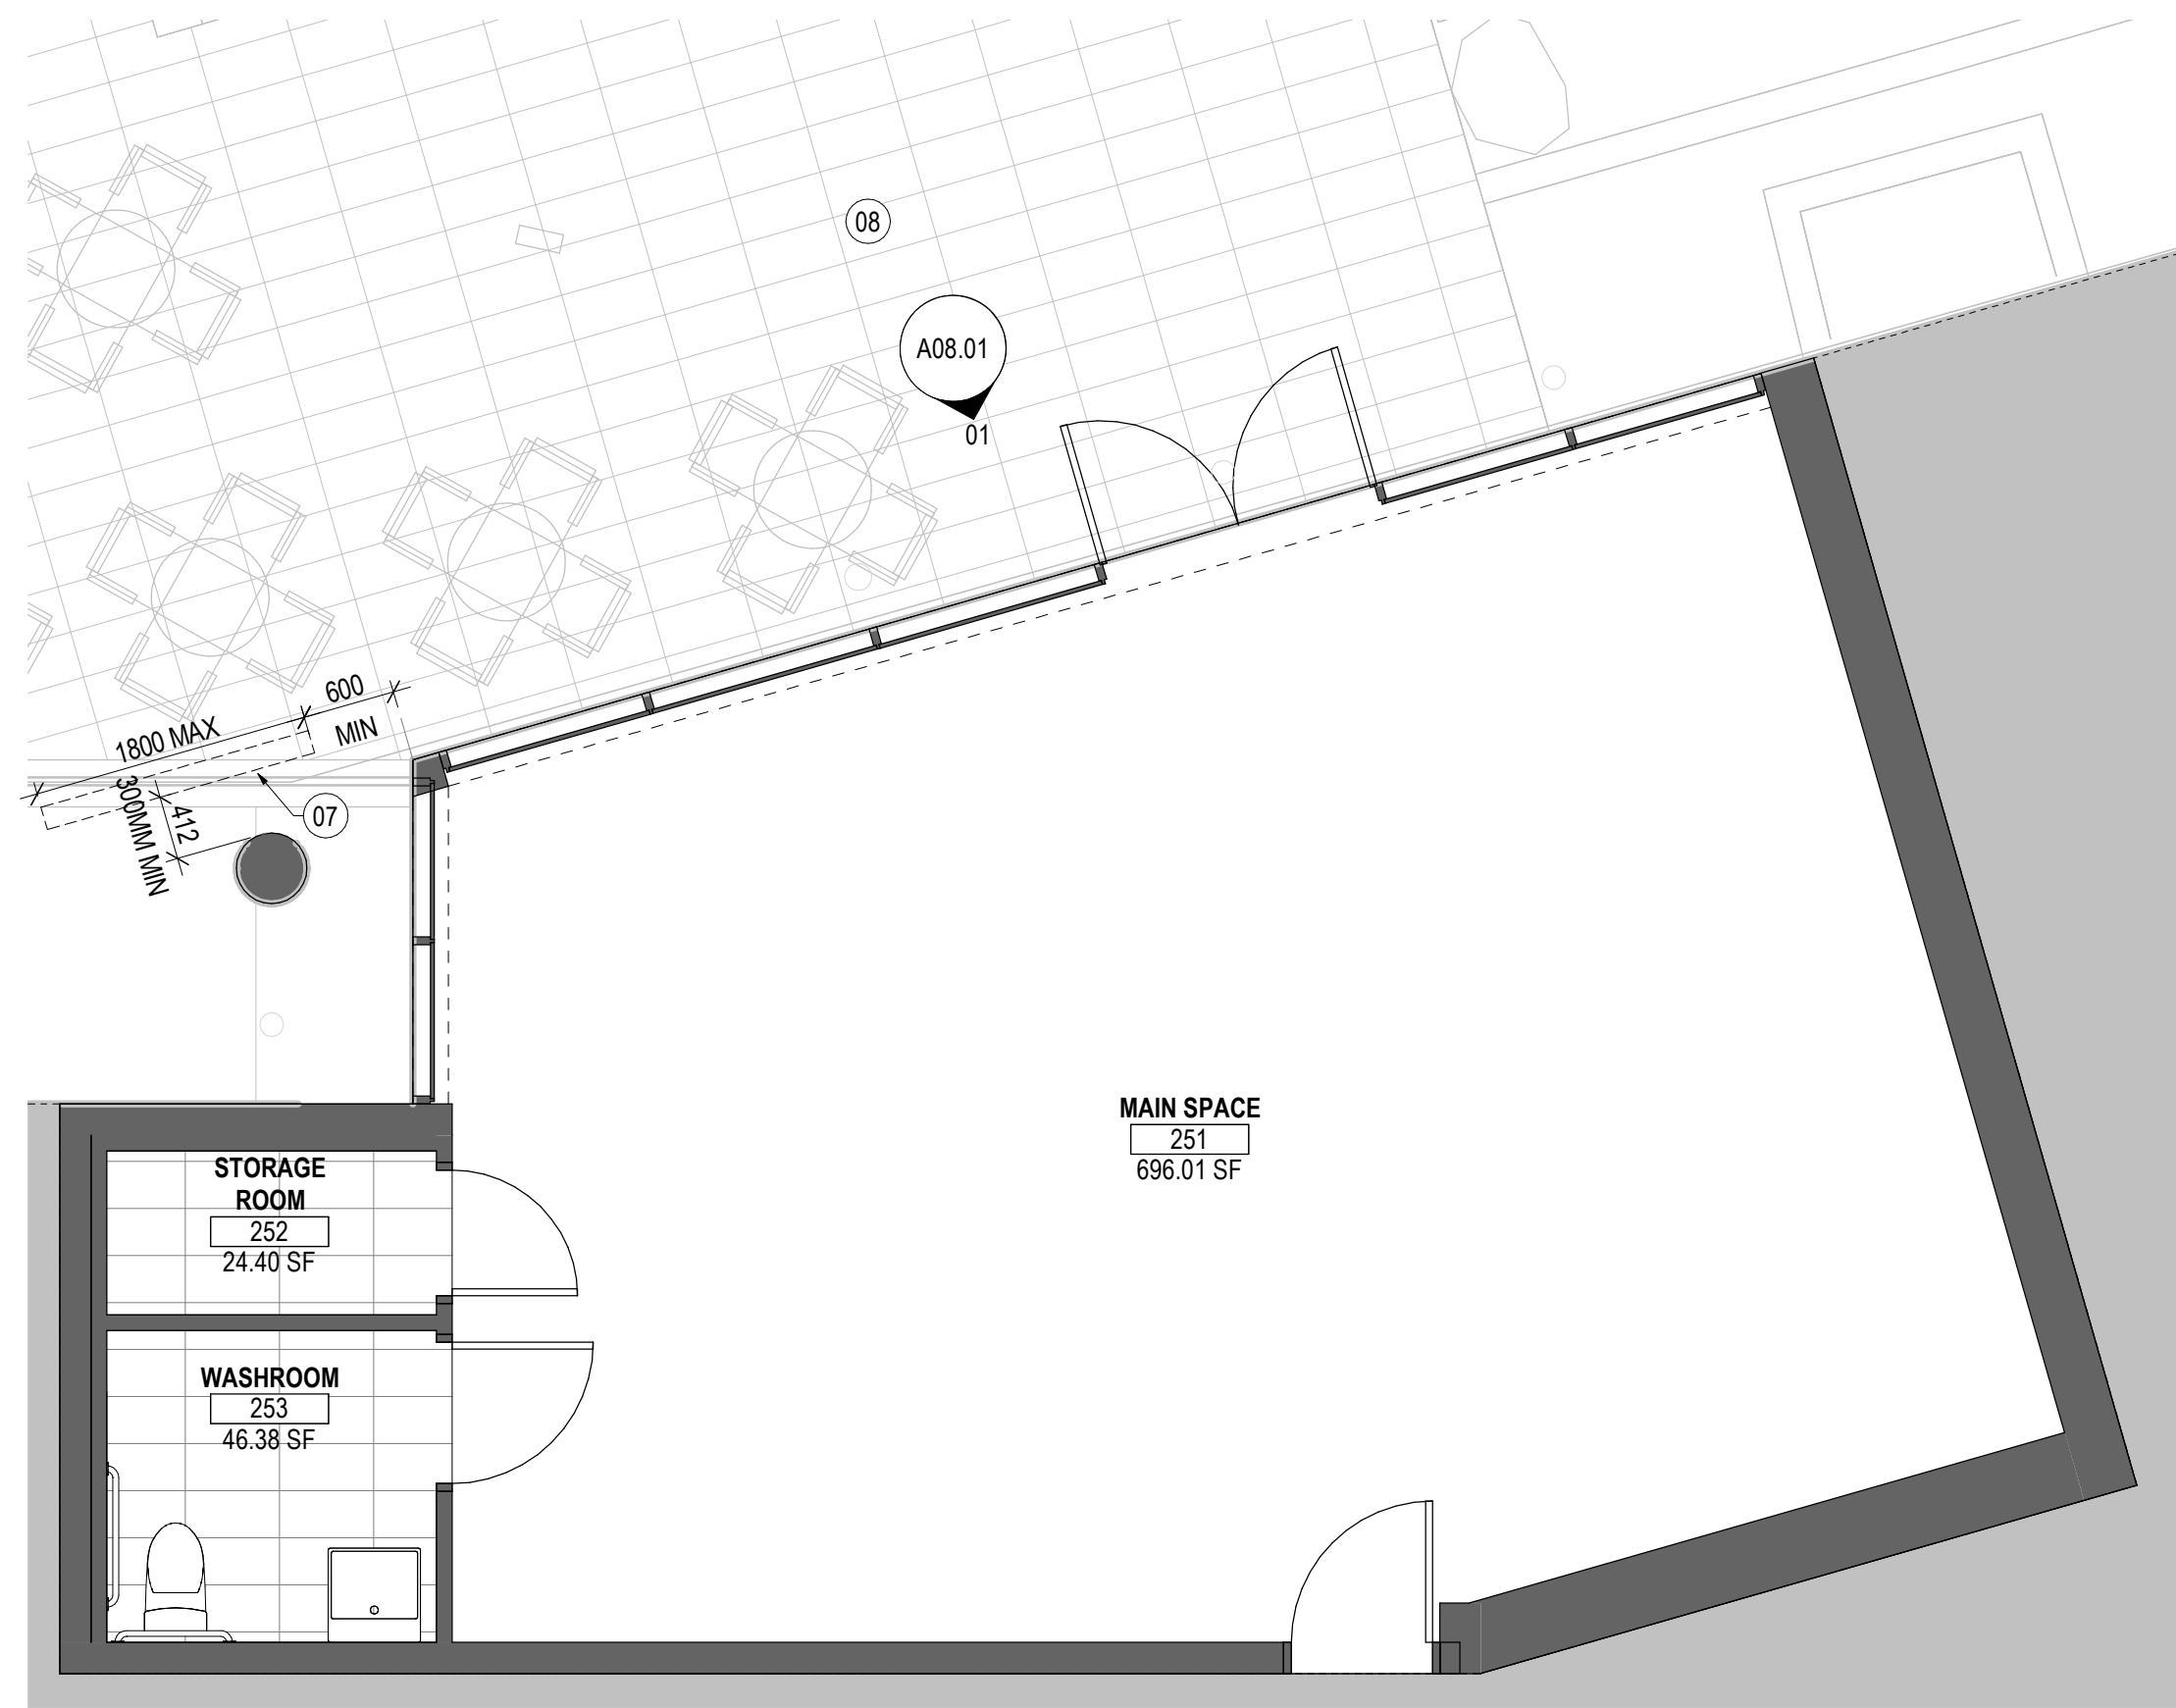 08
A08.01
01
600
MIN
1800 MAX
412
300MM MIN
07
MAIN SPACE
251
696.01 SF
STORAGE
ROOM
252
24.40 SF
WASHROOM
253
46.38 SF